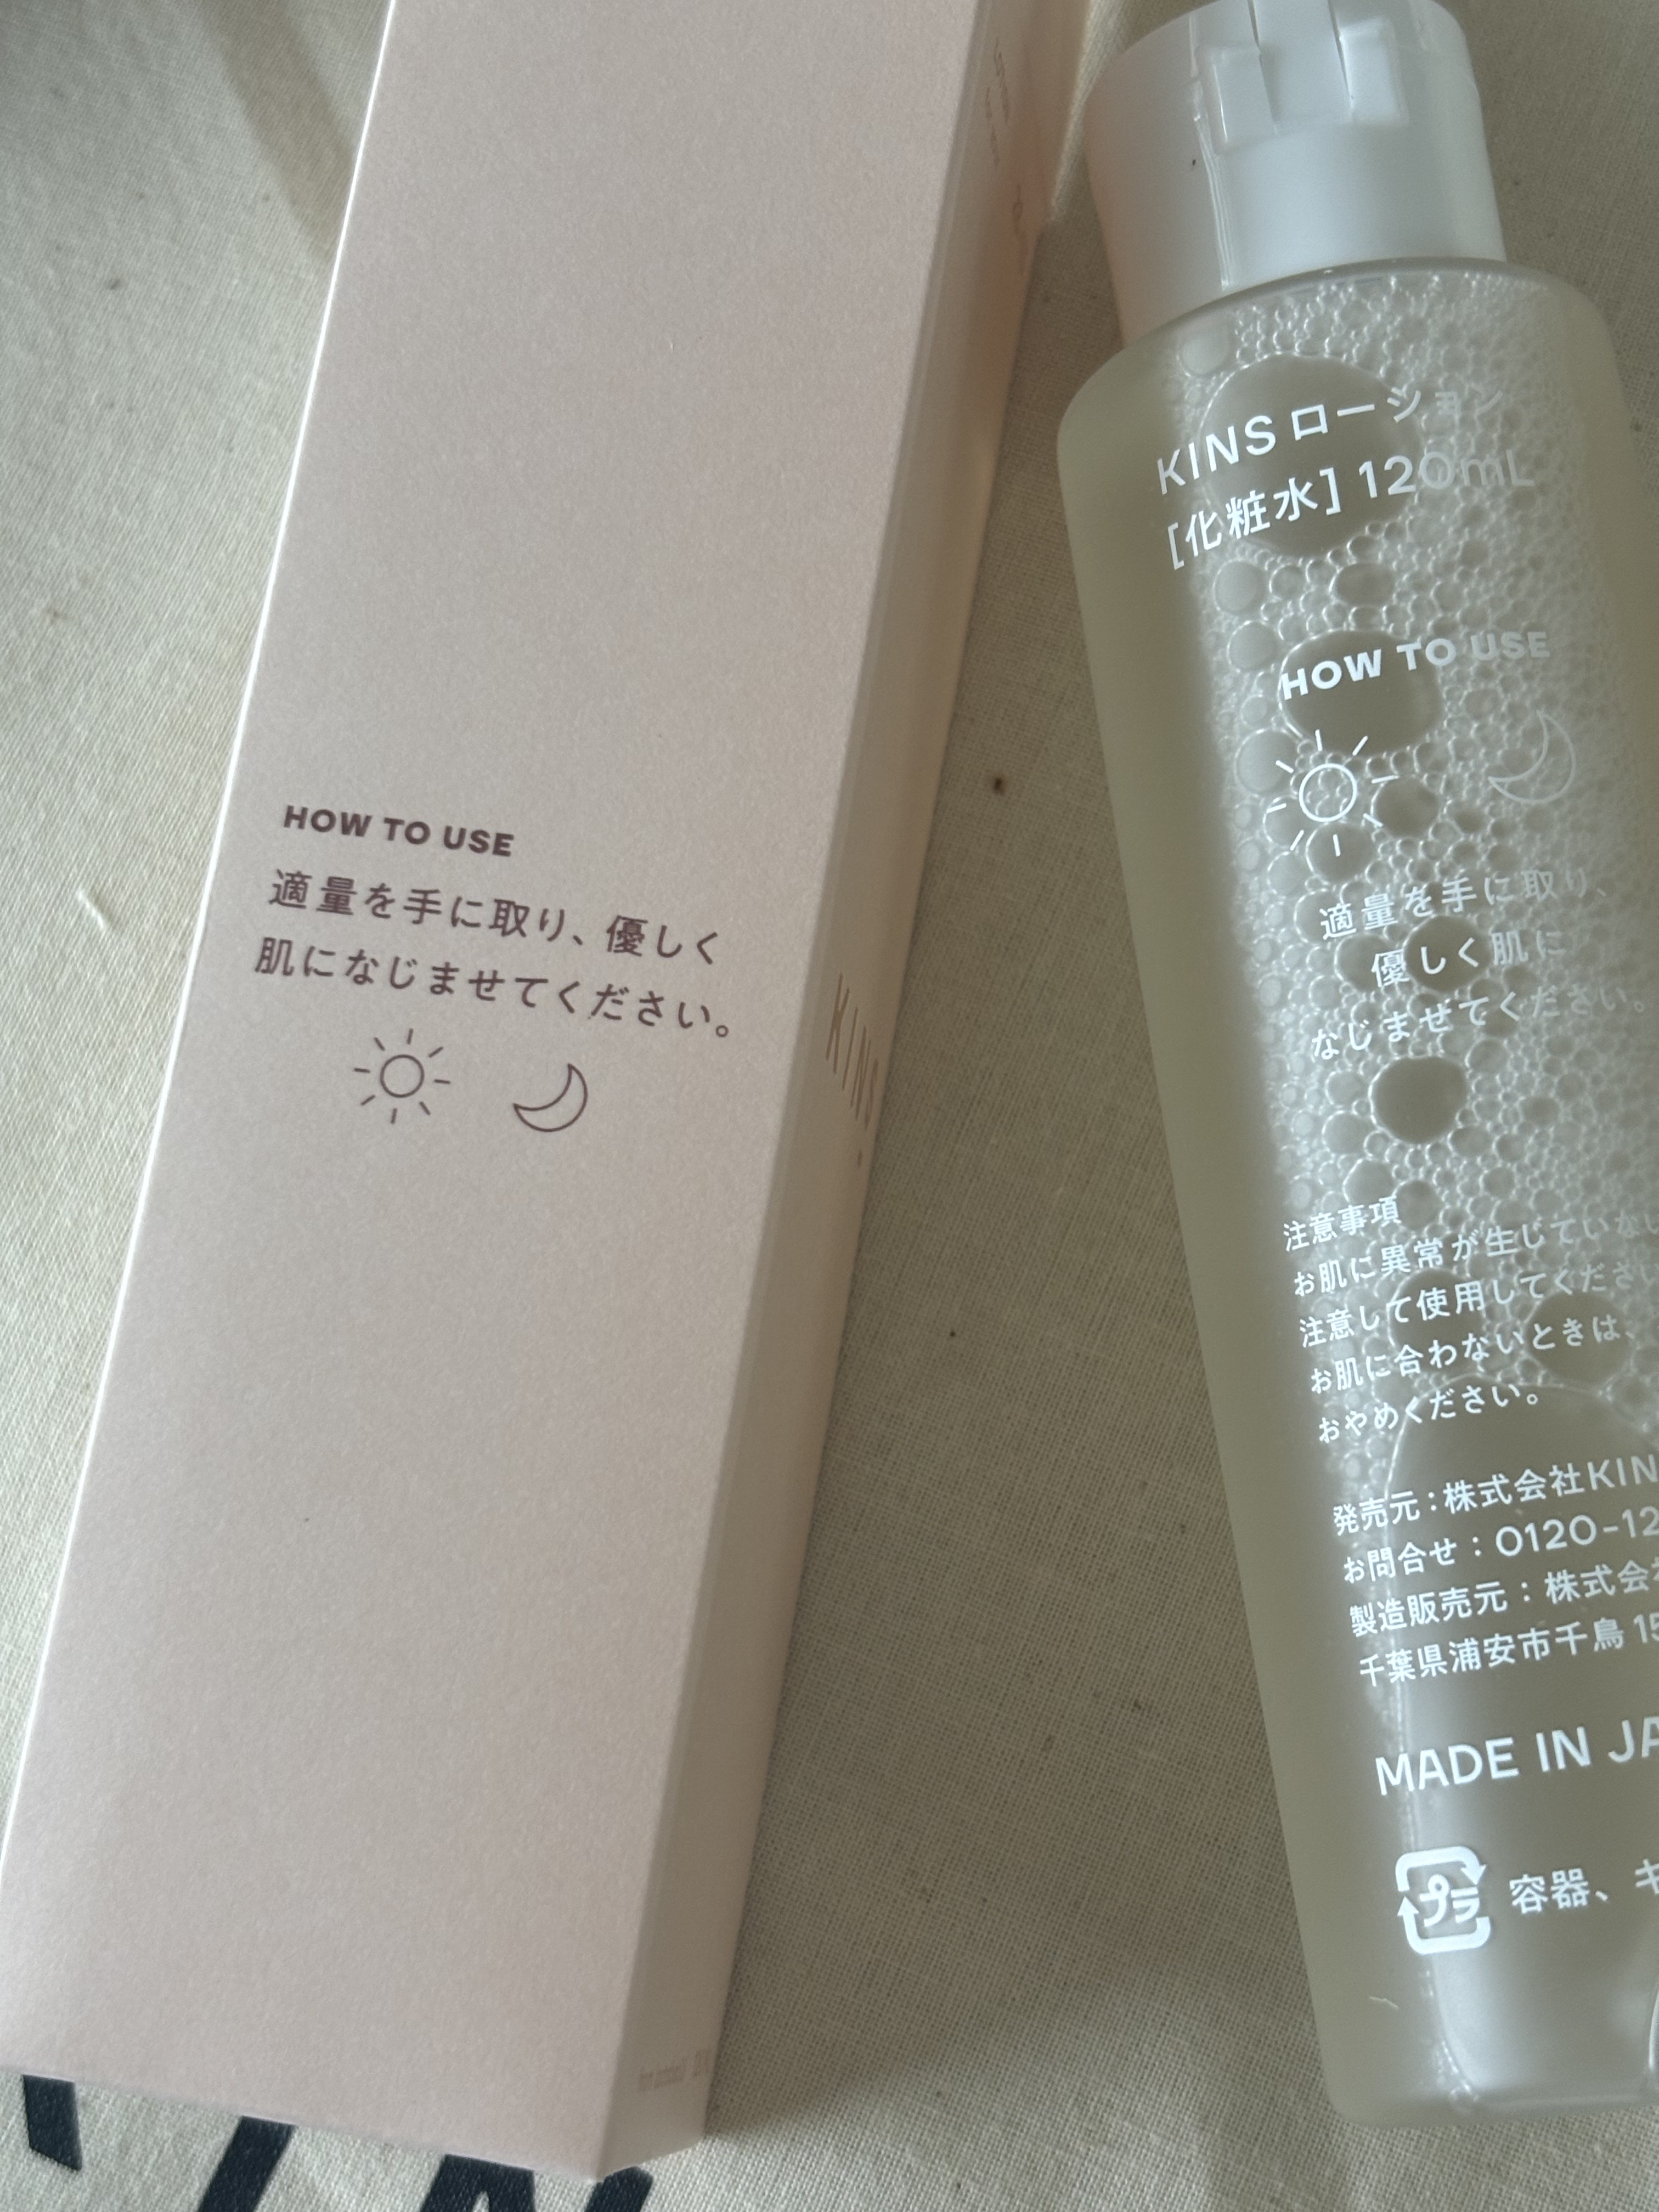 HOW TO USE
適量を手に取り、優しく
肌になじませてください。
KINS
KINS ローション
[化粧水] 120mL
HOW TO USE
適量を手に取り、
優しく肌に
なじませてください。
注意事項
お肌に異常が生じていない
注意して使用してください
お肌に合わないときは、
おやめください。
発売元：株式会社KIN
お問合せ：0120-12
製造販売元：株式会社
千葉県浦安市千鳥 15
MADE IN JA
プラ 容器、キ